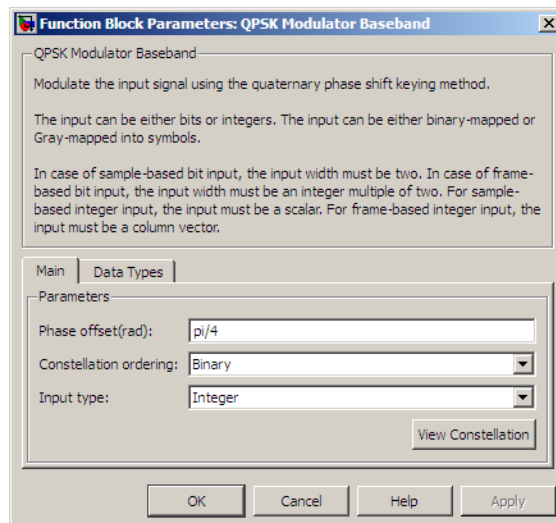 Function Block Parameters: QPSK Modulator Baseband
QPSK Modulator Baseband
Modulate the input signal using the quaternary phase shift keying method.
The input can be either bits or integers. The input can be either binary-mapped or
Gray-mapped into symbols.
In case of sample-based bit input, the input width must be two. In case of frame-
based bit input, the input width must be an integer multiple of two. For sample-
based integer input, the input must be a scalar. For frame-based integer input, the
input must be a column vector.
Main Data Types
Parameters
Phase offset(rad): pi/4
Constellation ordering: Binary
Input type: Integer
View Constellation
OK Cancel Help Apply